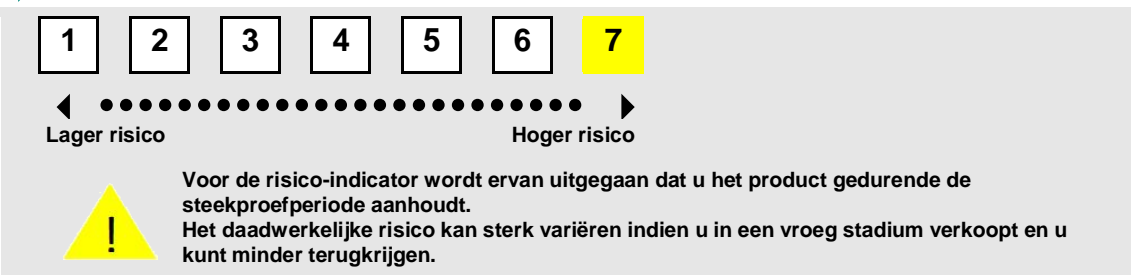 1 2 3 4 5 6 7
Lager risico Hoger risico
!
Voor de risico-indicator wordt ervan uitgegaan dat u het product gedurende de
steekproefperiode aanhoudt.
Het daadwerkelijke risico kan sterk variëren indien u in een vroeg stadium verkoopt en u
kunt minder terugkrijgen.